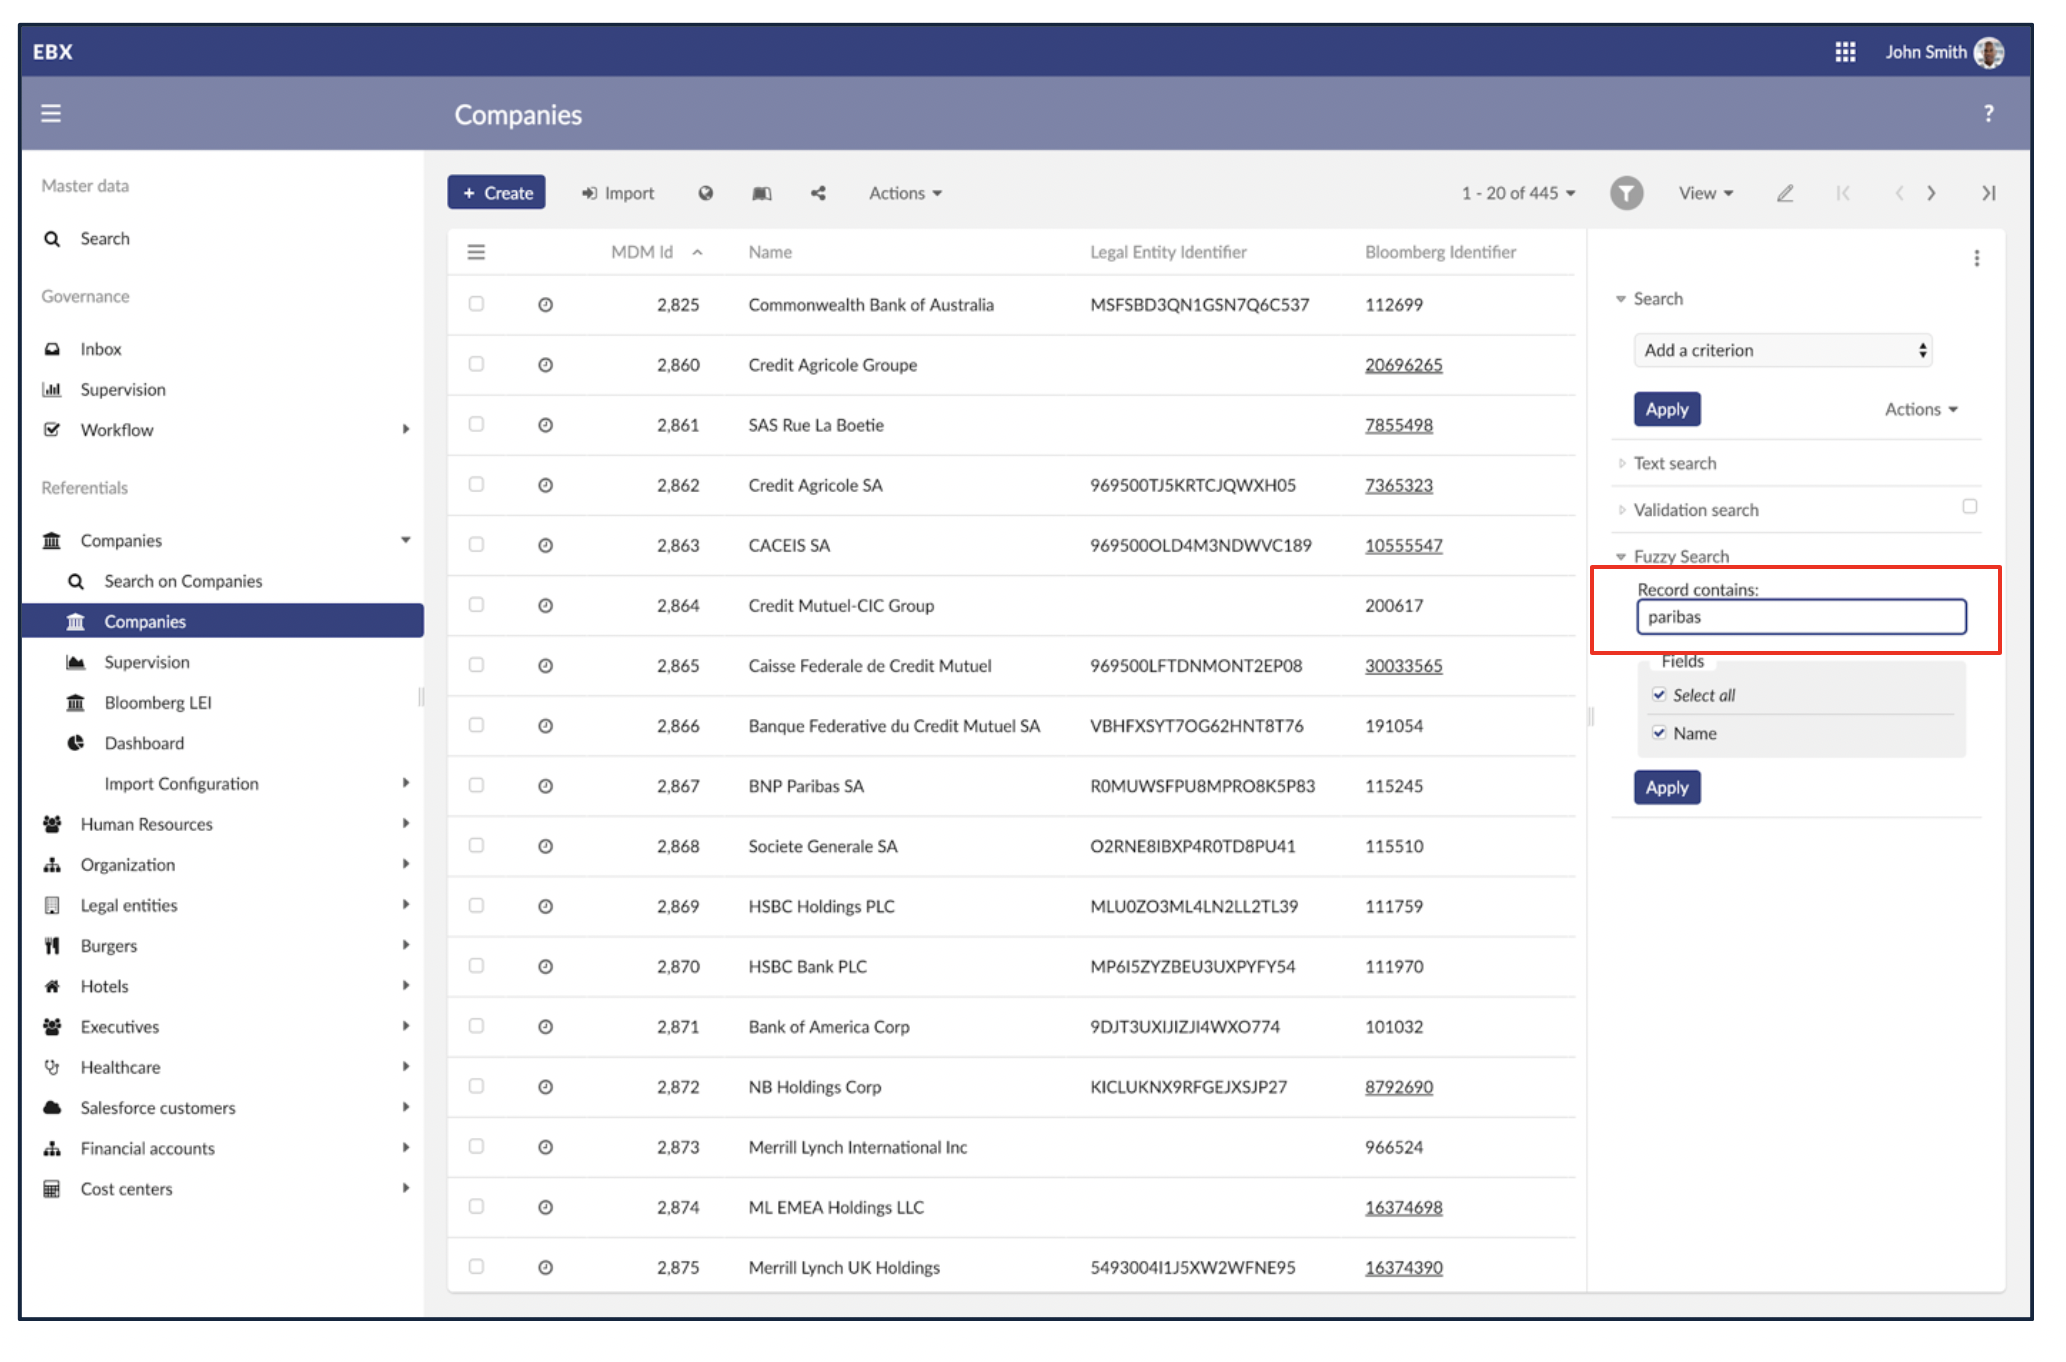 EBX
John Smith
Companies
?
Master data
Search
Governance
Inbox
Supervision
Workflow
Referentials
Companies
Search on Companies
Companies
Supervision
Bloomberg LEI
Dashboard
Import Configuration
Human Resources
Organization
Legal entities
Burgers
Hotels
Executives
Healthcare
Salesforce customers
Financial accounts
Cost centers
+ Create Import Actions 1 - 20 of 445 View
MDM Id Name Legal Entity Identifier Bloomberg Identifier
2,825 Commonwealth Bank of Australia MSFSBD3QN1GSN7Q6C537 112699
2,860 Credit Agricole Groupe 20696265
2,861 SAS Rue La Boetie 7855498
2,862 Credit Agricole SA 969500TJ5KRTCJQWXH05 7365323
2,863 CACEIS SA 969500OLD4M3NDWVC189 10555547
2,864 Credit Mutuel-CIC Group 200617
2,865 Caisse Federale de Credit Mutuel 969500LFTDNMONT2EP08 30033565
2,866 Banque Federative du Credit Mutuel SA VBHFXSYT7OG62HNT8T76 191054
2,867 BNP Paribas SA R0MUWSFPU8MPRO8K5P83 115245
2,868 Societe Generale SA O2RNE8IBXP4R0TD8PU41 115510
2,869 HSBC Holdings PLC MLU0ZO3ML4LN2LL2TL39 111759
2,870 HSBC Bank PLC MP6I5ZYZBEU3UXPYFY54 111970
2,871 Bank of America Corp 9DJT3UXIJIZJI4WXO774 101032
2,872 NB Holdings Corp KICLUKNX9RFGEJXSJP27 8792690
2,873 Merrill Lynch International Inc 966524
2,874 ML EMEA Holdings LLC 16374698
2,875 Merrill Lynch UK Holdings 5493004I1J5XW2WFNE95 16374390
Search
Add a criterion
Apply Actions
Text search
Validation search
Fuzzy Search
Record contains:
paribas
Fields
Select all
Name
Apply